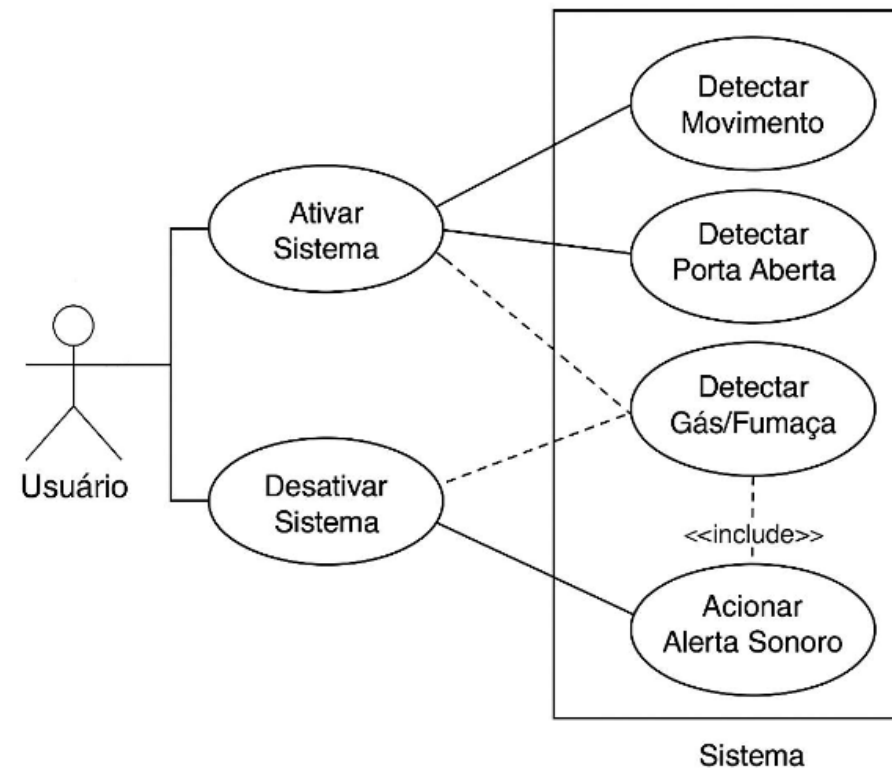 Detectar
Movimento
Ativar
Sistema
Detectar
Porta Aberta
Detectar
Gás/Fumaça
Usuário
Desativar
Sistema
<<include>>
Acionar
Alerta Sonoro
Sistema